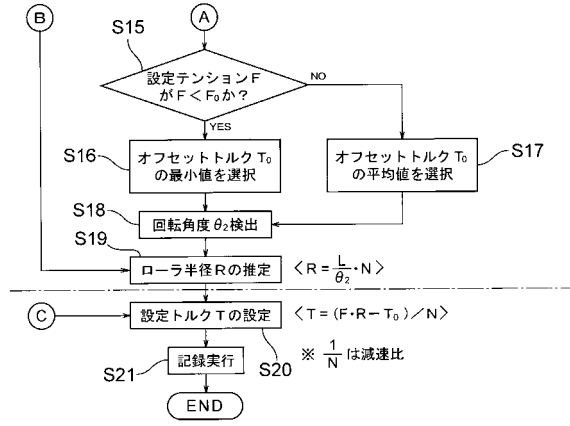 B
A
S15
設定テンションF
がF<F₀か?
NO
YES
S16
オフセットトルクT₀
の最小値を選択
オフセットトルクT₀
の平均値を選択
S17
S18
回転角度θ₂検出
S19
ローラ半径Rの推定
〈R=L/θ₂・N〉
C
設定トルクTの設定
〈T=(F・R−T₀)/N〉
S20
S21
記録実行
※ 1/Nは減速比
END